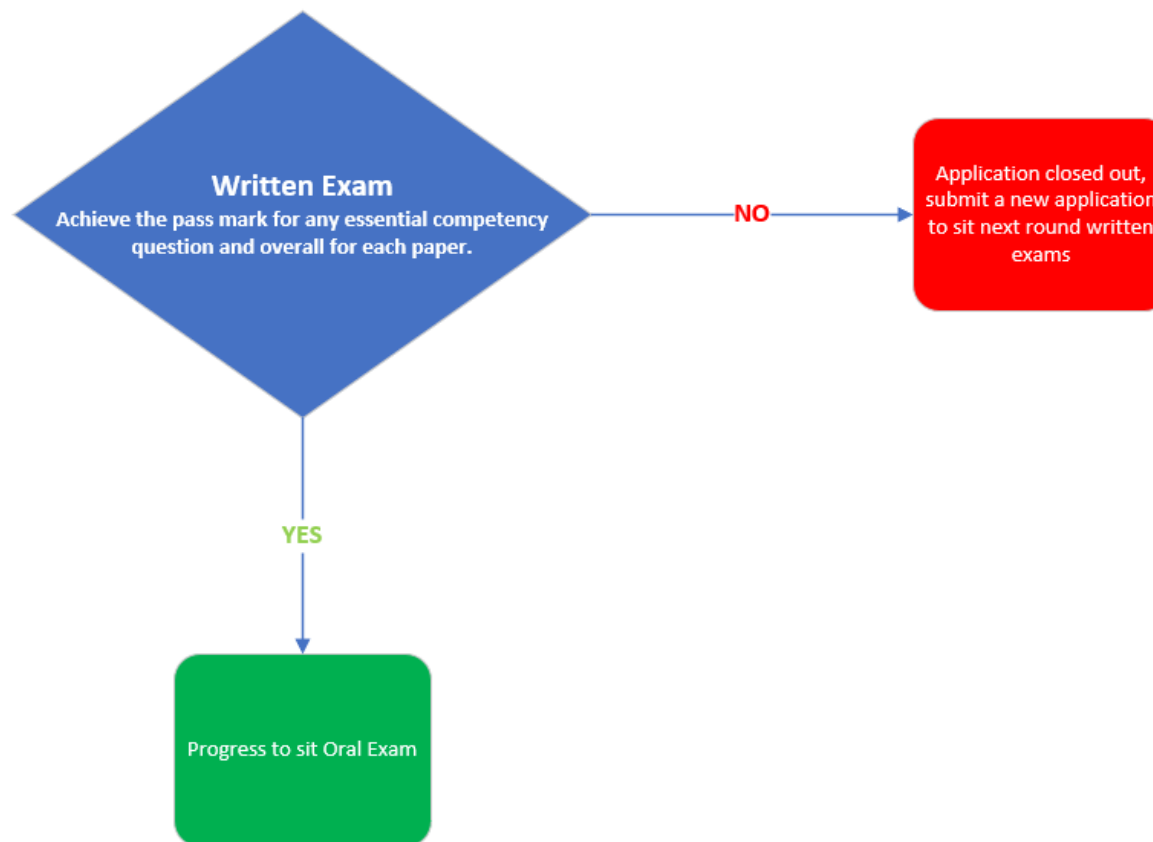 Written Exam
Achieve the pass mark for any essential competency
question and overall for each paper.
NO
Application closed out,
submit a new application
to sit next round written
exams
YES
Progress to sit Oral Exam